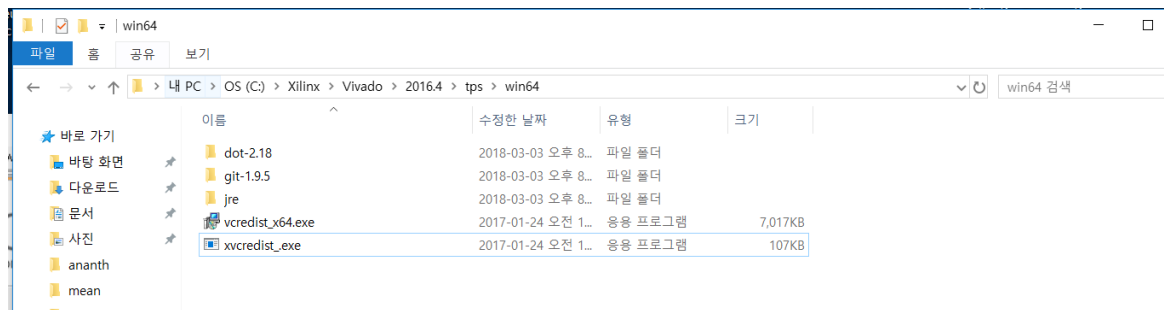 win64
파일 홈 공유 보기
내 PC > OS (C:) > Xilinx > Vivado > 2016.4 > tps > win64 win64 검색
이름 수정한 날짜 유형 크기
바로 가기
바탕 화면
다운로드
문서
사진
ananth
mean
dot-2.18 2018-03-03 오후 8... 파일 폴더
git-1.9.5 2018-03-03 오후 8... 파일 폴더
jre 2018-03-03 오후 8... 파일 폴더
vcredist_x64.exe 2017-01-24 오전 1... 응용 프로그램 7,017KB
xvcredist_.exe 2017-01-24 오전 1... 응용 프로그램 107KB